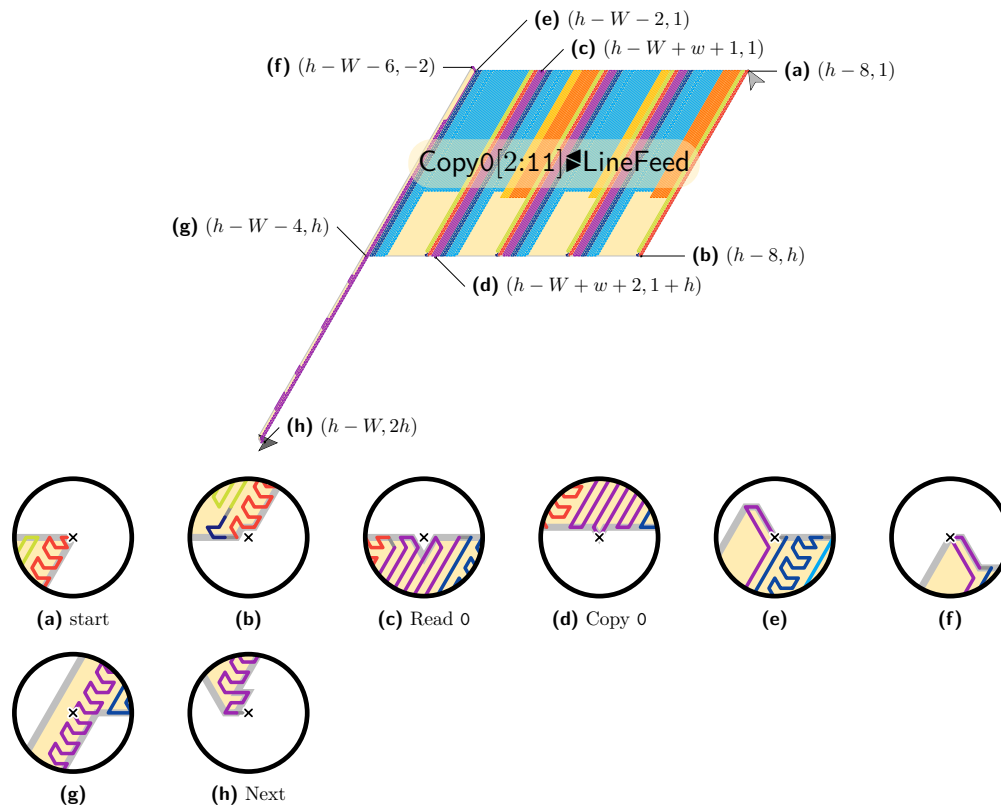 (e) (h − W − 2, 1)
(c) (h − W + w + 1, 1)
(f) (h − W − 6, −2)
(a) (h − 8, 1)
Copy0[2:11]⧨LineFeed
(g) (h − W − 4, h)
(b) (h − 8, h)
(d) (h − W + w + 2, 1 + h)
(h) (h − W, 2h)
(a) start
(b)
(c) Read 0
(d) Copy 0
(e)
(f)
(g)
(h) Next